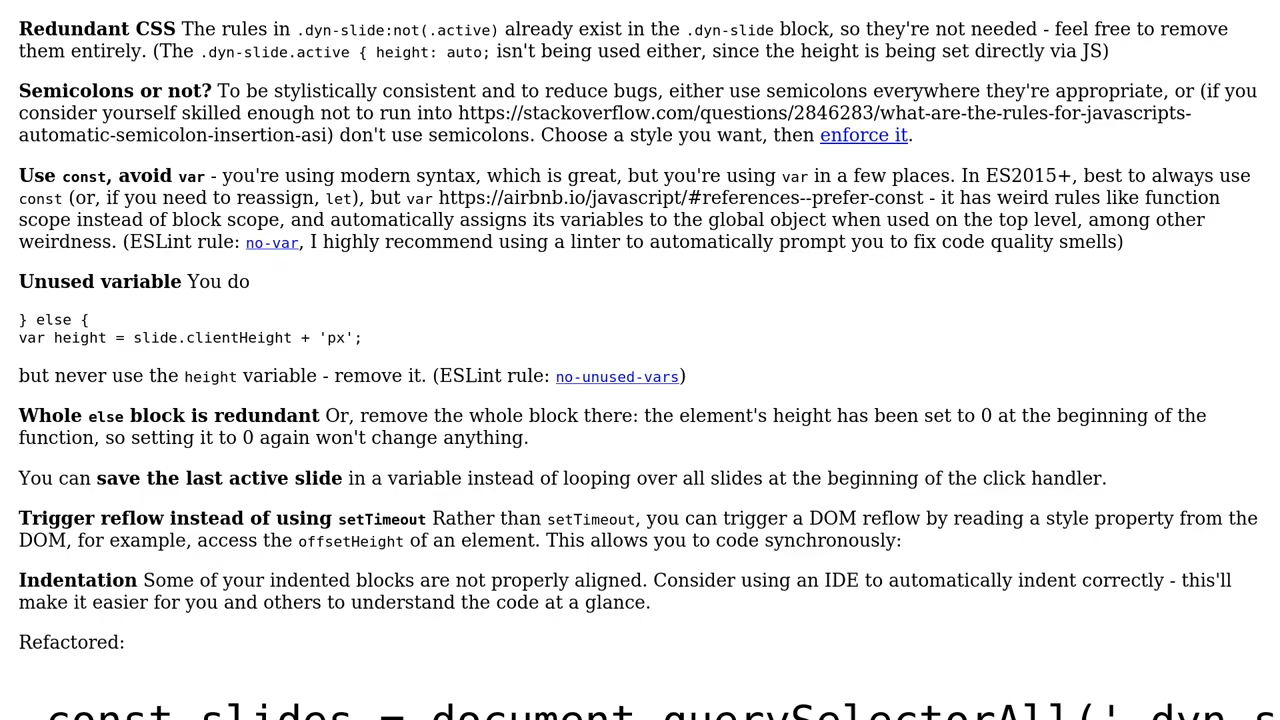 Redundant CSS The rules in .dyn-slide:not(.active) already exist in the .dyn-slide block, so they're not needed - feel free to remove
them entirely. (The .dyn-slide.active { height: auto; isn't being used either, since the height is being set directly via JS)
Semicolons or not? To be stylistically consistent and to reduce bugs, either use semicolons everywhere they're appropriate, or (if you
consider yourself skilled enough not to run into https://stackoverflow.com/questions/2846283/what-are-the-rules-for-javascripts-
automatic-semicolon-insertion-asi) don't use semicolons. Choose a style you want, then enforce it.
Use const, avoid var - you're using modern syntax, which is great, but you're using var in a few places. In ES2015+, best to always use
const (or, if you need to reassign, let), but var https://airbnb.io/javascript/#references--prefer-const - it has weird rules like function
scope instead of block scope, and automatically assigns its variables to the global object when used on the top level, among other
weirdness. (ESLint rule: no-var, I highly recommend using a linter to automatically prompt you to fix code quality smells)
Unused variable You do
} else {
var height = slide.clientHeight + 'px';
but never use the height variable - remove it. (ESLint rule: no-unused-vars)
Whole else block is redundant Or, remove the whole block there: the element's height has been set to 0 at the beginning of the
function, so setting it to 0 again won't change anything.
You can save the last active slide in a variable instead of looping over all slides at the beginning of the click handler.
Trigger reflow instead of using setTimeout Rather than setTimeout, you can trigger a DOM reflow by reading a style property from the
DOM, for example, access the offsetHeight of an element. This allows you to code synchronously:
Indentation Some of your indented blocks are not properly aligned. Consider using an IDE to automatically indent correctly - this'll
make it easier for you and others to understand the code at a glance.
Refactored:
const slides = document.querySelectorAll('.dyn-s